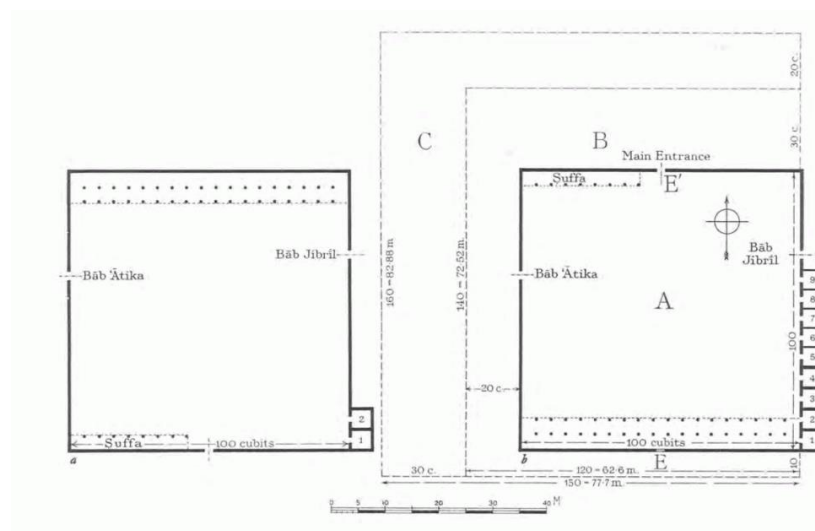 20 c.
C
B
30 c.
Main Entrance
Suffa
E'
Bāb Jibrîl
Bāb
Jibrîl
Bāb 'Ātika
Bāb 'Ātika
160=82·88 m.
140=72·52 m.
A
9
8
7
6
5
4
3
2
1
100
20 c.
2
1
Suffa
100 cubits
100 cubits
a
b
E
10
30 c.
120=62·6 m.
150=77·7 m.
0 5 10 20 30 40 M